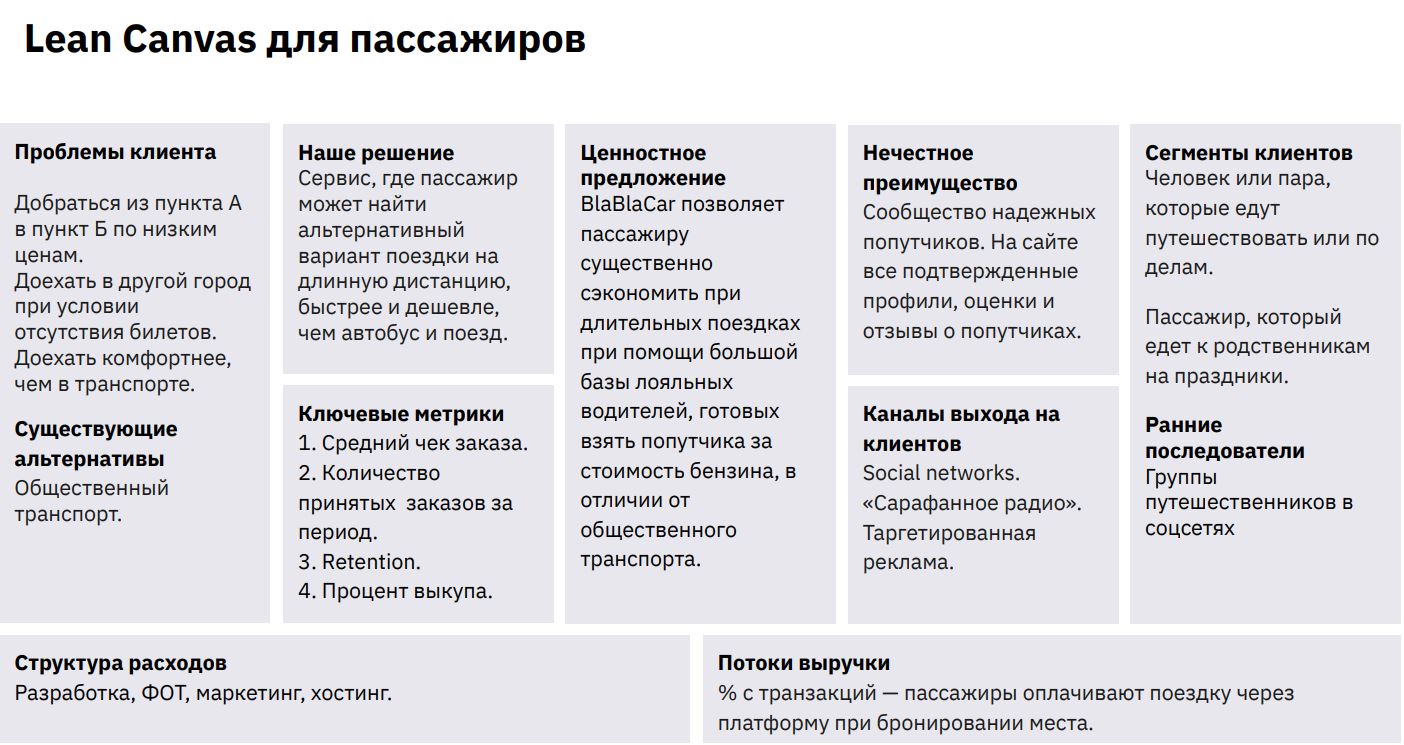 Lean Canvas для пассажиров
Проблемы клиента
Добраться из пункта А
в пункт Б по низким
ценам.
Доехать в другой город
при условии
отсутствия билетов.
Доехать комфортнее,
чем в транспорте.
Существующие
альтернативы
Общественный
транспорт.
Наше решение
Сервис, где пассажир
может найти
альтернативный
вариант поездки на
длинную дистанцию,
быстрее и дешевле,
чем автобус и поезд.
Ключевые метрики
1. Средний чек заказа.
2. Количество
принятых заказов за
период.
3. Retention.
4. Процент выкупа.
Ценностное
предложение
BlaBlaCar позволяет
пассажиру
существенно
сэкономить при
длительных поездках
при помощи большой
базы лояльных
водителей, готовых
взять попутчика за
стоимость бензина, в
отличии от
общественного
транспорта.
Нечестное
преимущество
Сообщество надежных
попутчиков. На сайте
все подтвержденные
профили, оценки и
отзывы о попутчиках.
Каналы выхода на
клиентов
Social networks.
«Сарафанное радио».
Таргетированная
реклама.
Сегменты клиентов
Человек или пара,
которые едут
путешествовать или по
делам.
Пассажир, который
едет к родственникам
на праздники.
Ранние
последователи
Группы
путешественников в
соцсетях
Структура расходов
Разработка, ФОТ, маркетинг, хостинг.
Потоки выручки
% с транзакций — пассажиры оплачивают поездку через
платформу при бронировании места.